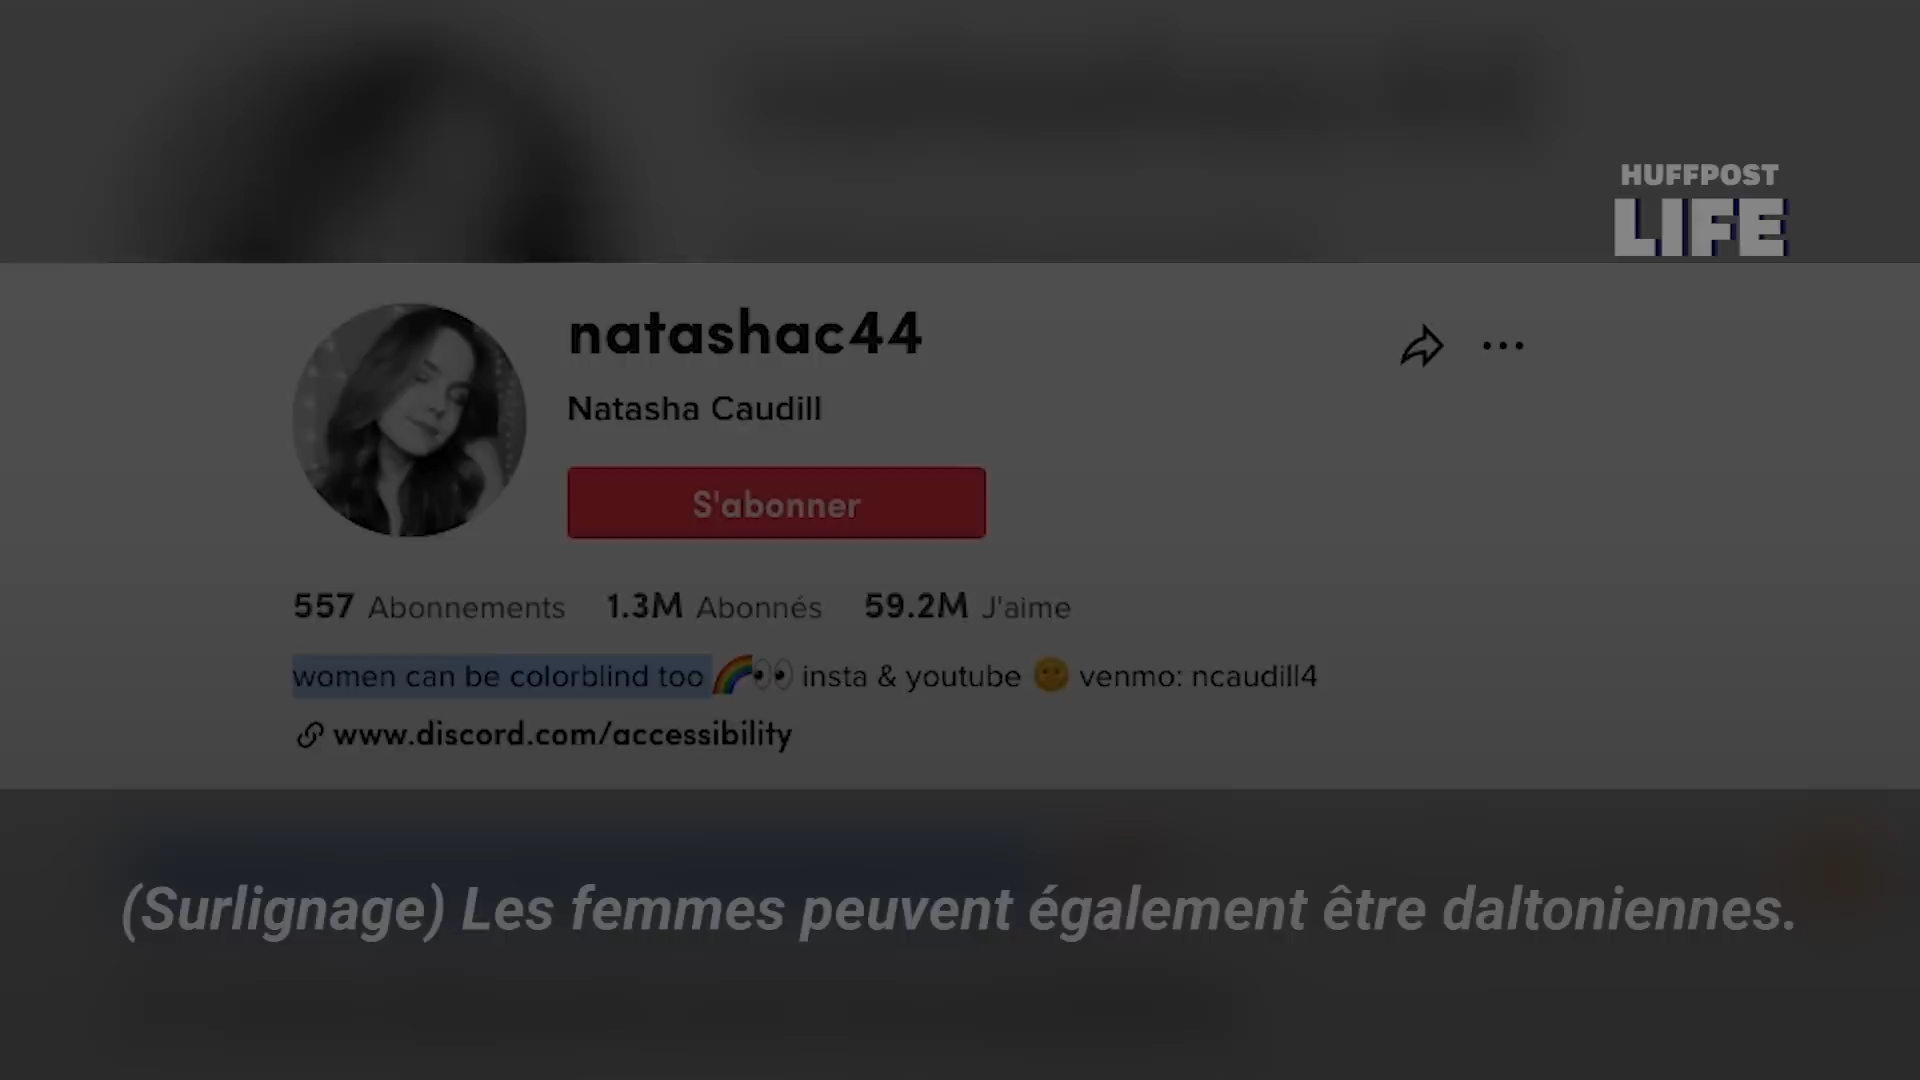 HUFFPOST
LIFE
natashac44
Natasha Caudill
S'abonner
557 Abonnements 1.3M Abonnés 59.2M J'aime
women can be colorblind too 🌈👀 insta & youtube 🙂 venmo: ncaudill4
www.discord.com/accessibility
(Surlignage) Les femmes peuvent également être daltoniennes.